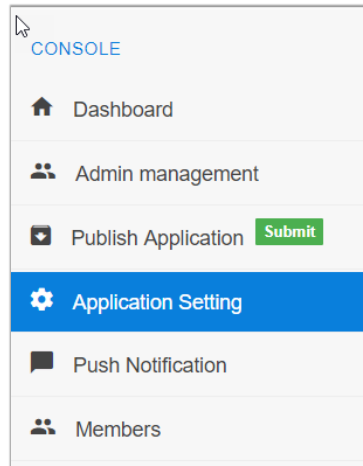 CONSOLE
Dashboard
Admin management
Publish Application Submit
Application Setting
Push Notification
Members